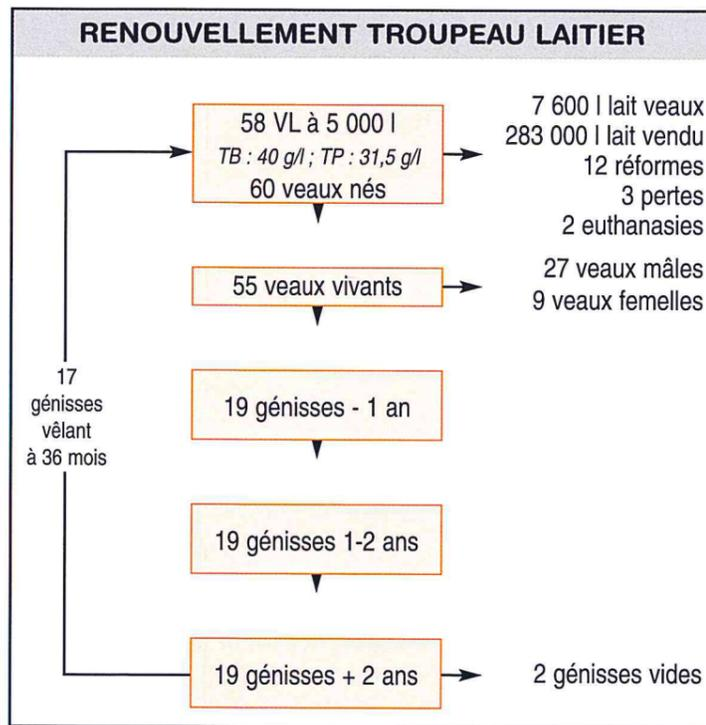 RENOUVELLEMENT TROUPEAU LAITIER
58 VL à 5 000 l
TB : 40 g/l ; TP : 31,5 g/l
60 veaux nés
7 600 l lait veaux
283 000 l lait vendu
12 réformes
3 pertes
2 euthanasies
55 veaux vivants
27 veaux mâles
9 veaux femelles
17
génisses
vêlant
à 36 mois
19 génisses - 1 an
19 génisses 1-2 ans
19 génisses + 2 ans
2 génisses vides